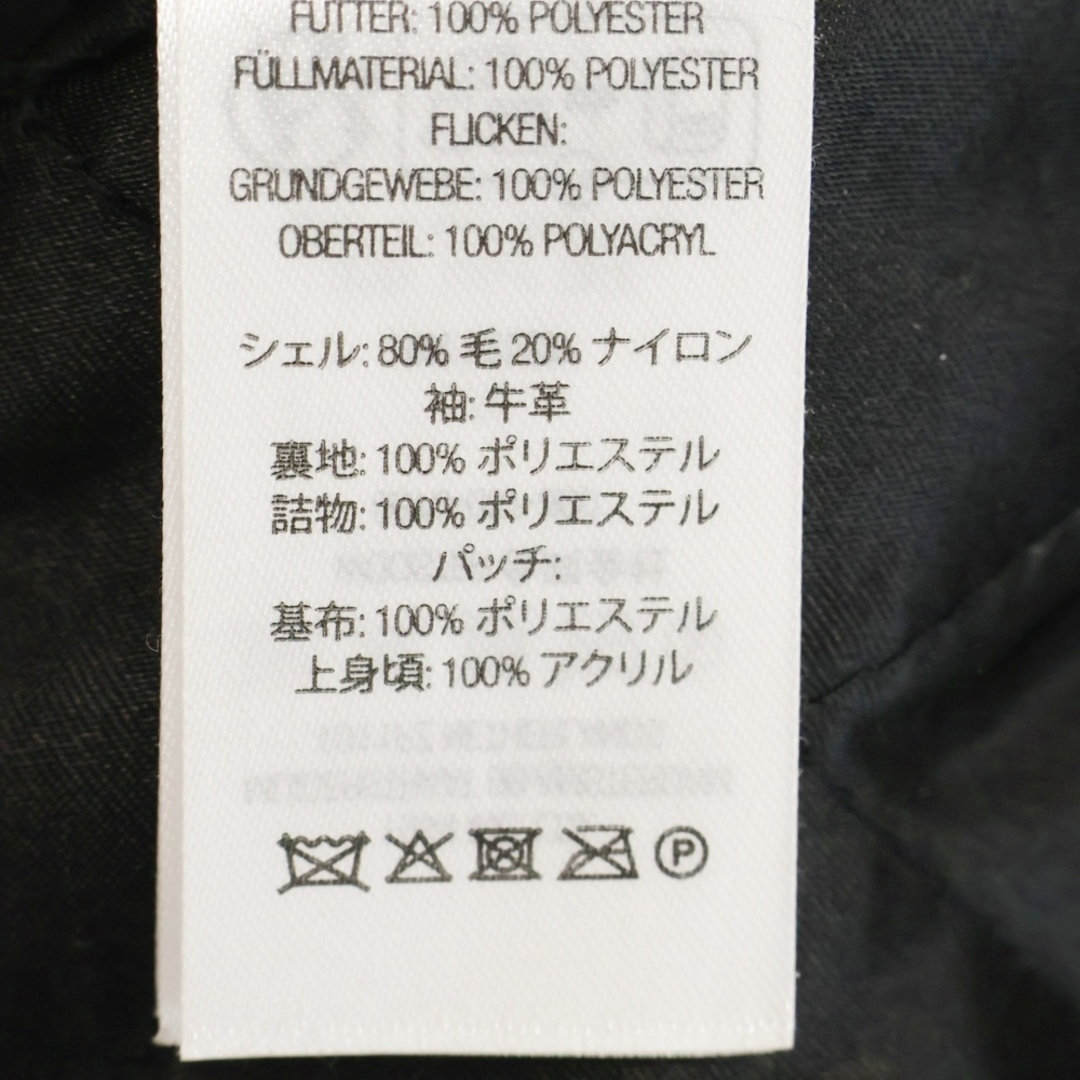 FUTTER: 100% POLYESTER
FÜLLMATERIAL: 100% POLYESTER
FLICKEN:
GRUNDGEWEBE: 100% POLYESTER
OBERTEIL: 100% POLYACRYL
シェル: 80% 毛 20% ナイロン
袖: 牛革
裏地: 100% ポリエステル
詰物: 100% ポリエステル
パッチ:
基布: 100% ポリエステル
上身頃: 100% アクリル
P